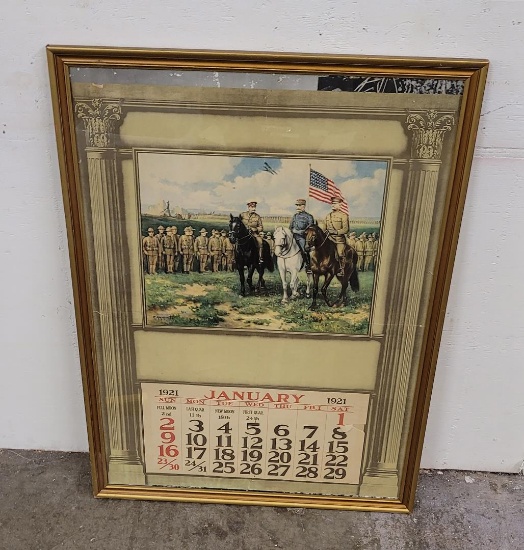 1921 JANUARY 1921
SUN MON TUE WED THU FRI SAT
1
2 3 4 5 6 7 8
9 10 11 12 13 14 15
16 17 18 19 20 21 22
23/30 24/31 25 26 27 28 29